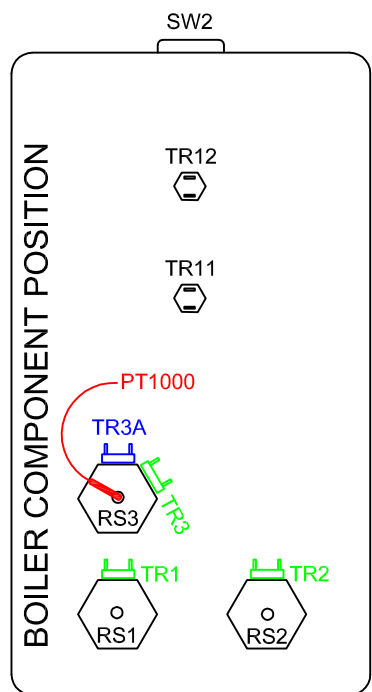 SW2
BOILER COMPONENT POSITION
TR12
TR11
PT1000
TR3A
TR3
RS3
TR1
TR2
RS1
RS2